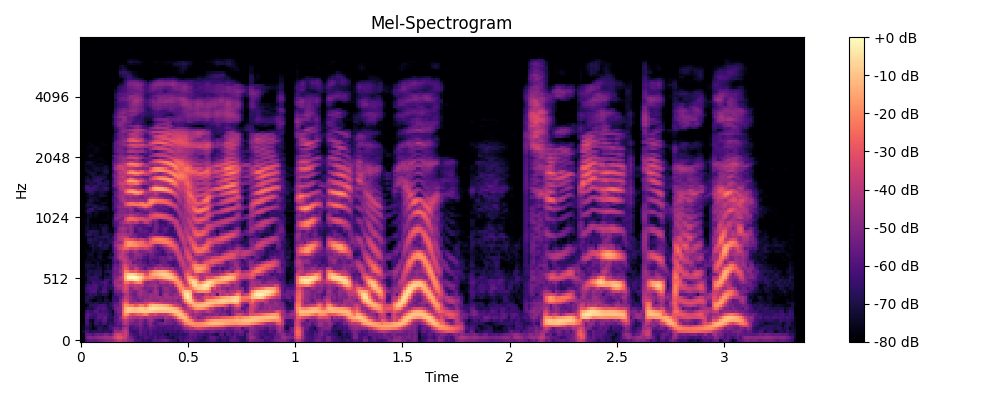 Mel-Spectrogram
+0 dB
-10 dB
-20 dB
-30 dB
-40 dB
-50 dB
-60 dB
-70 dB
-80 dB
4096
2048
1024
512
0
Hz
0 0.5 1 1.5 2 2.5 3
Time